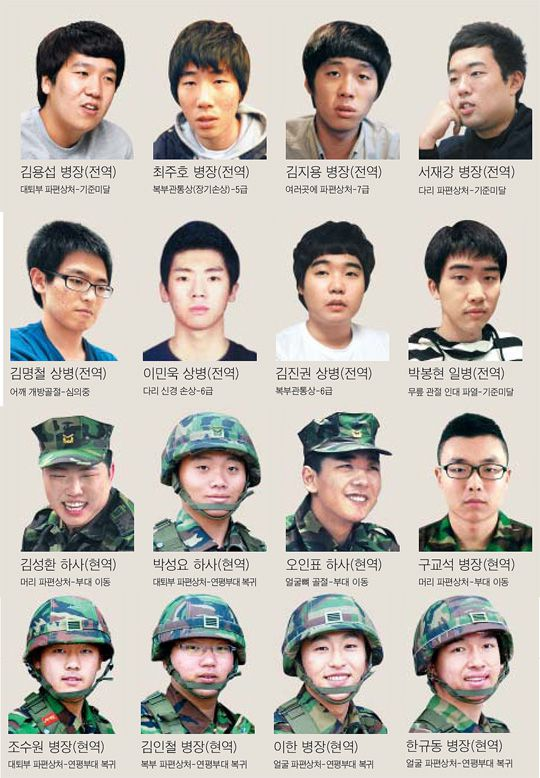 김용섭 병장(전역)
대퇴부 파편상처-기준미달
최주호 병장(전역)
복부관통상(장기손상)-5급
김지용 병장(전역)
여러곳에 파편상처-7급
서재강 병장(전역)
다리 파편상처-기준미달
김명철 상병(전역)
어깨 개방골절-심의중
이민욱 상병(전역)
다리 신경 손상-6급
김진권 상병(전역)
복부관통상-6급
박봉현 일병(전역)
무릎 관절 인대 파열-기준미달
김성환 하사(현역)
머리 파편상처-부대 이동
박성요 하사(현역)
대퇴부 파편상처-연평부대 복귀
오인표 하사(현역)
얼굴뼈 골절-부대 이동
구교석 병장(현역)
머리 파편상처-부대 이동
조수원 병장(현역)
대퇴부 파편상처-연평부대 복귀
김인철 병장(현역)
복부 파편상처-연평부대 복귀
이한 병장(현역)
얼굴 파편상처-연평부대 복귀
한규동 병장(현역)
얼굴 파편상처-연평부대 복귀